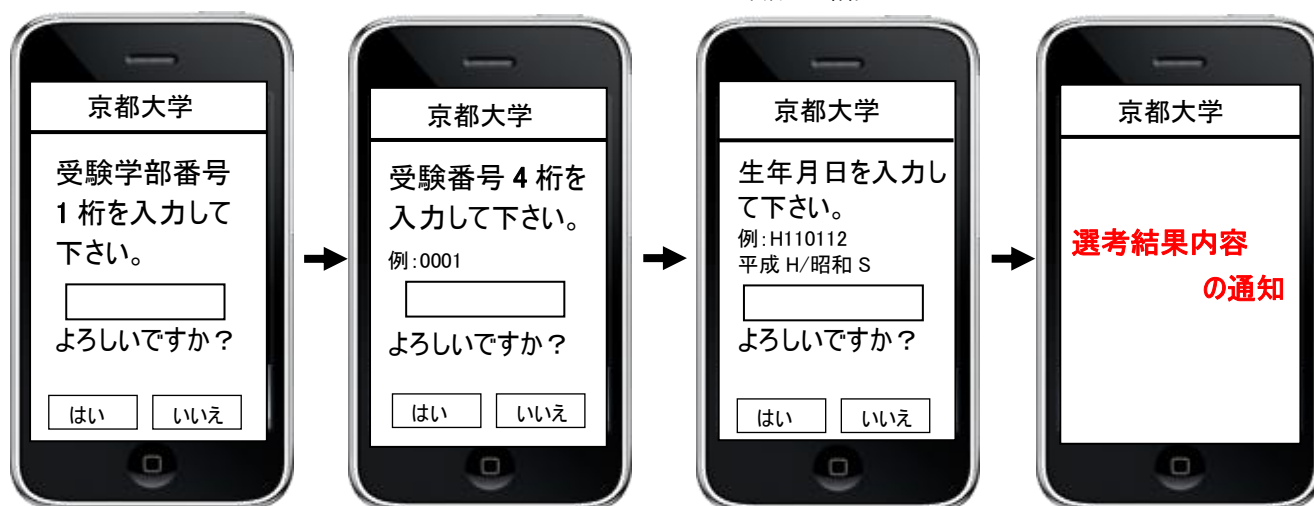 京都大学
受験学部番号
1 桁を入力して
下さい。
よろしいですか？
はい
いいえ
京都大学
受験番号 4 桁を
入力して下さい。
例：0001
よろしいですか？
はい
いいえ
京都大学
生年月日を入力し
て下さい。
例：H110112
平成 H/昭和 S
よろしいですか？
はい
いいえ
京都大学
選考結果内容
の通知